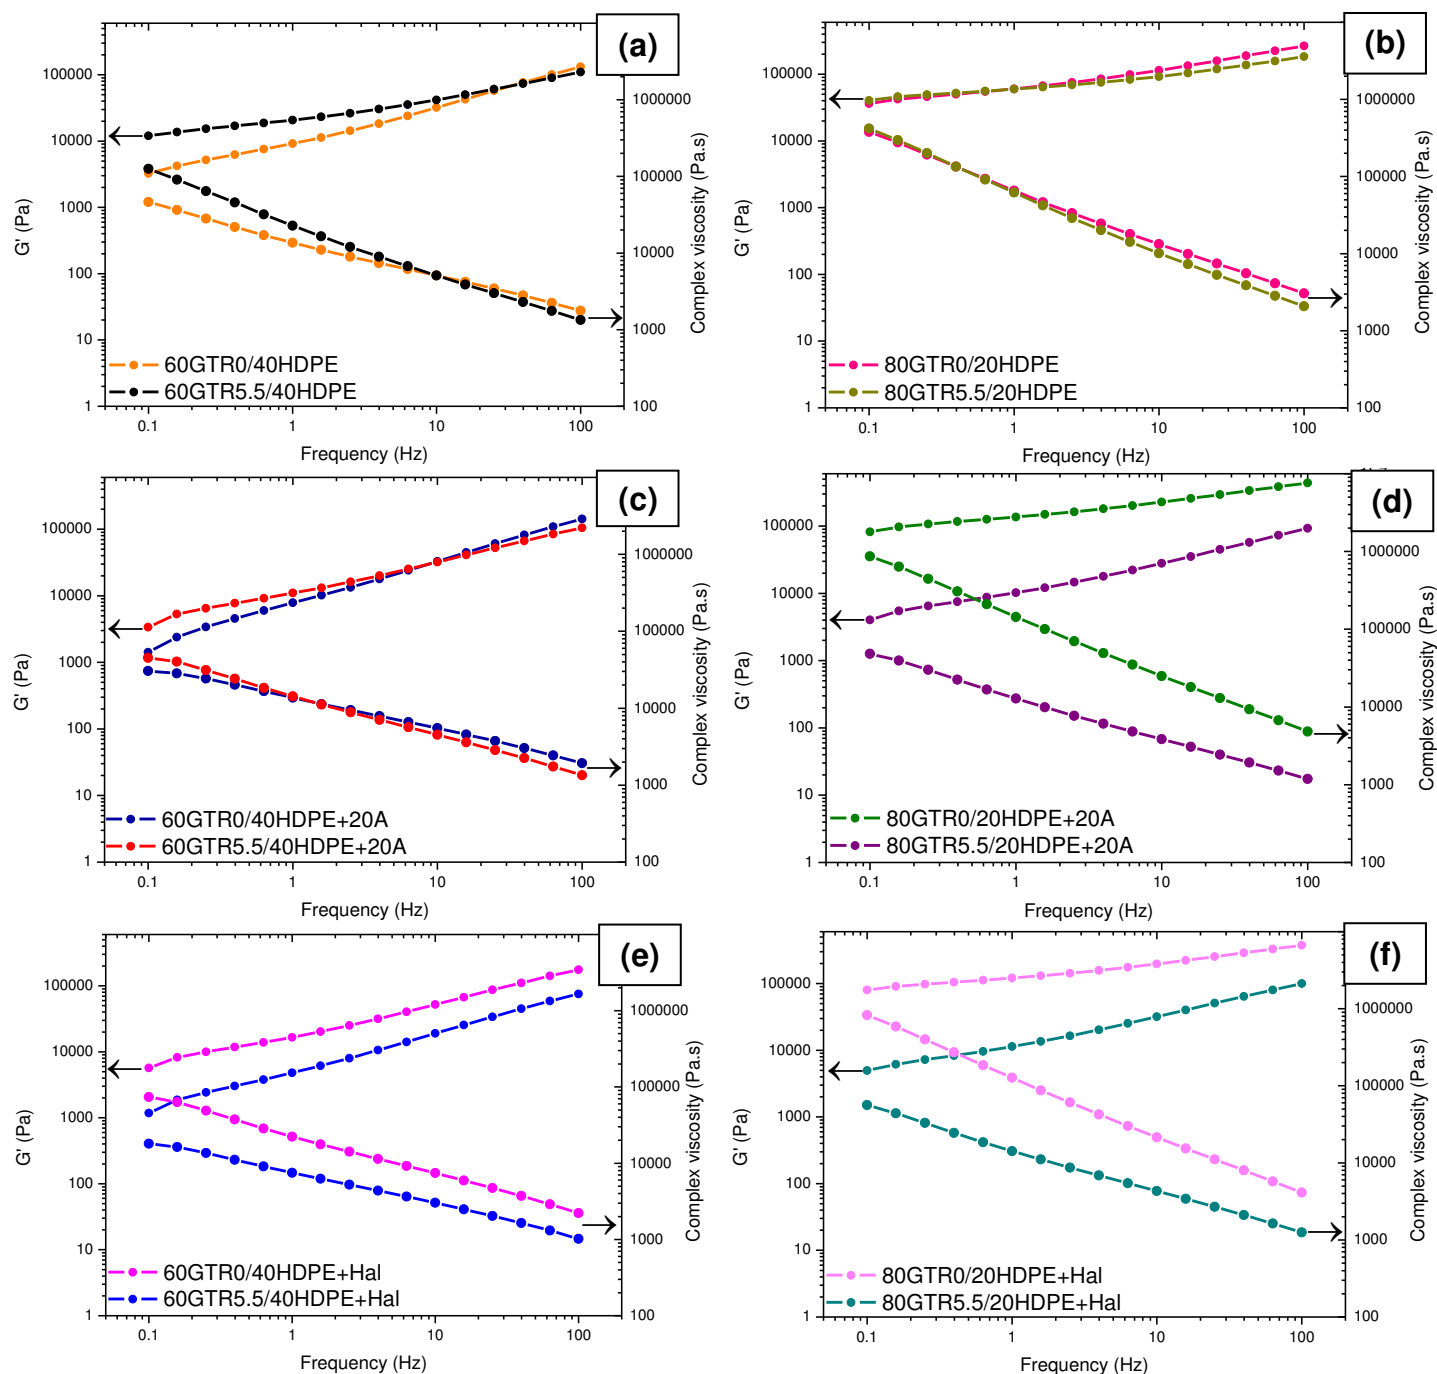 (a)
100000
10000
1000
100
10
1
G' (Pa)
1000000
100000
10000
1000
100
Complex viscosity (Pa.s)
60GTR0/40HDPE
60GTR5.5/40HDPE
0.1 1 10 100
Frequency (Hz)
(b)
100000
10000
1000
100
10
1
G' (Pa)
1000000
100000
10000
1000
100
Complex viscosity (Pa.s)
80GTR0/20HDPE
80GTR5.5/20HDPE
0.1 1 10 100
Frequency (Hz)
(c)
100000
10000
1000
100
10
1
G' (Pa)
1000000
100000
10000
1000
100
Complex viscosity (Pa.s)
60GTR0/40HDPE+20A
60GTR5.5/40HDPE+20A
0.1 1 10 100
Frequency (Hz)
(d)
100000
10000
1000
100
10
1
G' (Pa)
1000000
100000
10000
1000
100
Complex viscosity (Pa.s)
80GTR0/20HDPE+20A
80GTR5.5/20HDPE+20A
0.1 1 10 100
Frequency (Hz)
(e)
100000
10000
1000
100
10
1
G' (Pa)
1000000
100000
10000
1000
100
Complex viscosity (Pa.s)
60GTR0/40HDPE+Hal
60GTR5.5/40HDPE+Hal
0.1 1 10 100
Frequency (Hz)
(f)
100000
10000
1000
100
10
1
G' (Pa)
1000000
100000
10000
1000
100
Complex viscosity (Pa.s)
80GTR0/20HDPE+Hal
80GTR5.5/20HDPE+Hal
0.1 1 10 100
Frequency (Hz)